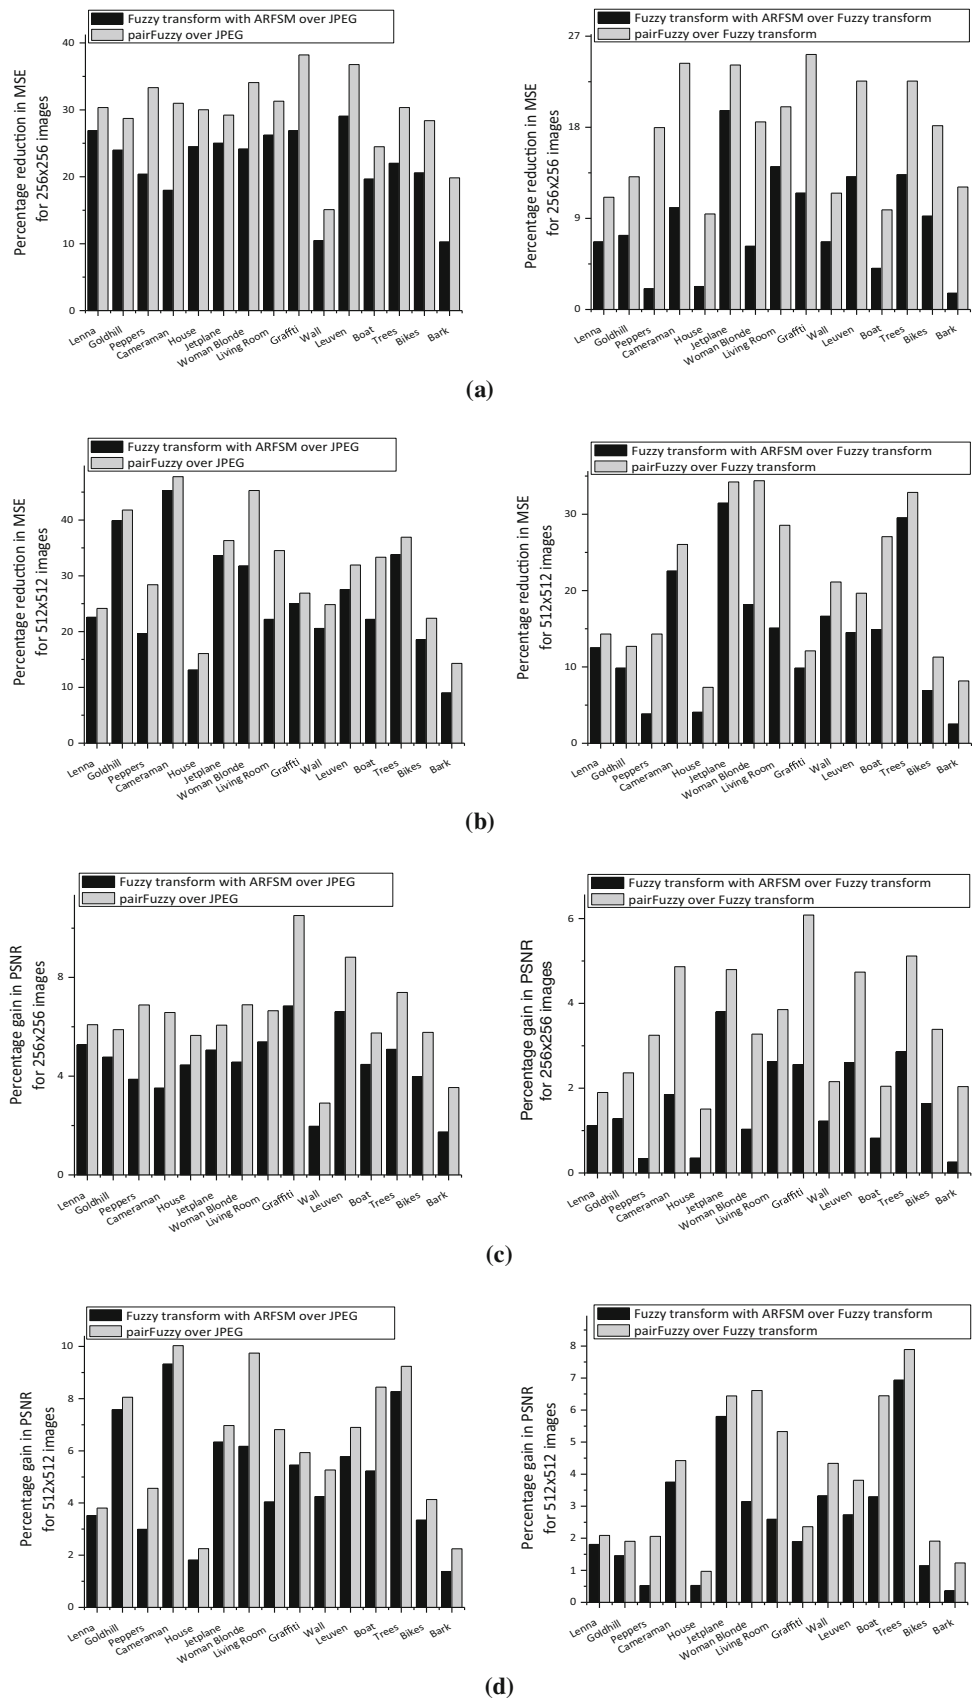 Fuzzy transform with ARFSM over JPEG
pairFuzzy over JPEG
Percentage reduction in MSE
for 256x256 images
40
30
20
10
0
Lenna
Goldhill
Peppers
Cameraman
House
Jetplane
Woman Blonde
Living Room
Graffiti
Wall
Leuven
Boat
Trees
Bikes
Bark
Fuzzy transform with ARFSM over Fuzzy transform
pairFuzzy over Fuzzy transform
Percentage reduction in MSE
for 256x256 images
27
18
9
0
Lenna
Goldhill
Peppers
Cameraman
House
Jetplane
Woman Blonde
Living Room
Graffiti
Wall
Leuven
Boat
Trees
Bikes
Bark
(a)
Fuzzy transform with ARFSM over JPEG
pairFuzzy over JPEG
Percentage reduction in MSE
for 512x512 images
40
30
20
10
0
Lenna
Goldhill
Peppers
Cameraman
House
Jetplane
Woman Blonde
Living Room
Graffiti
Wall
Leuven
Boat
Trees
Bikes
Bark
Fuzzy transform with ARFSM over Fuzzy transform
pairFuzzy over Fuzzy transform
Percentage reduction in MSE
for 512x512 images
30
20
10
0
Lenna
Goldhill
Peppers
Cameraman
House
Jetplane
Woman Blonde
Living Room
Graffiti
Wall
Leuven
Boat
Trees
Bikes
Bark
(b)
Fuzzy transform with ARFSM over JPEG
pairFuzzy over JPEG
Percentage gain in PSNR
for 256x256 images
8
4
0
Lenna
Goldhill
Peppers
Cameraman
House
Jetplane
Woman Blonde
Living Room
Graffiti
Wall
Leuven
Boat
Trees
Bikes
Bark
Fuzzy transform with ARFSM over Fuzzy transform
pairFuzzy over Fuzzy transform
Percentage gain in PSNR
for 256x256 images
6
4
2
0
Lenna
Goldhill
Peppers
Cameraman
House
Jetplane
Woman Blonde
Living Room
Graffiti
Wall
Leuven
Boat
Trees
Bikes
Bark
(c)
Fuzzy transform with ARFSM over JPEG
pairFuzzy over JPEG
Percentage gain in PSNR
for 512x512 images
10
8
6
4
2
0
Lenna
Goldhill
Peppers
Cameraman
House
Jetplane
Woman Blonde
Living Room
Graffiti
Wall
Leuven
Boat
Trees
Bikes
Bark
Fuzzy transform with ARFSM over Fuzzy transform
pairFuzzy over Fuzzy transform
Percentage gain in PSNR
for 512x512 images
8
7
6
5
4
3
2
1
0
Lenna
Goldhill
Peppers
Cameraman
House
Jetplane
Woman Blonde
Living Room
Graffiti
Wall
Leuven
Boat
Trees
Bikes
Bark
(d)